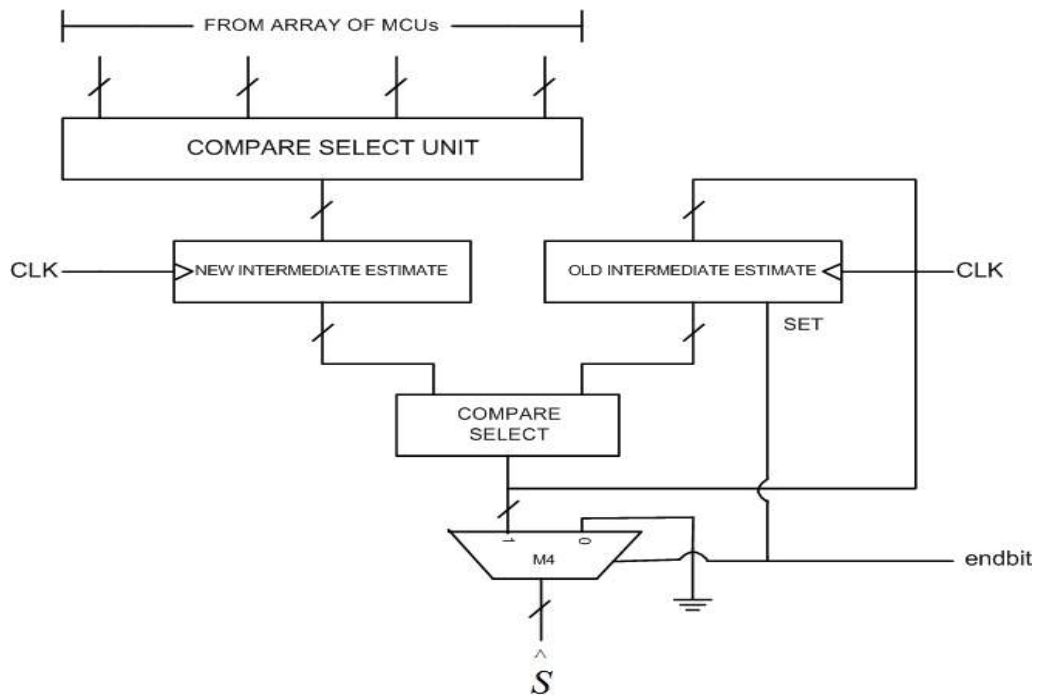 FROM ARRAY OF MCUs
COMPARE SELECT UNIT
CLK
NEW INTERMEDIATE ESTIMATE
OLD INTERMEDIATE ESTIMATE
CLK
SET
COMPARE
SELECT
1
0
M4
endbit
Ŝ